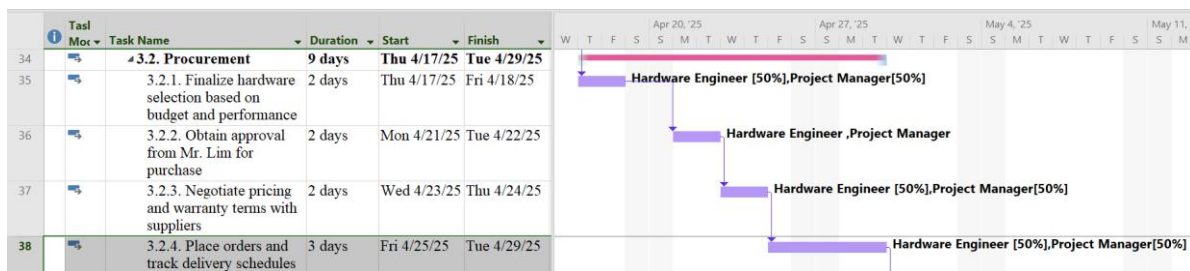 Apr 20, '25 Apr 27, '25 May 4, '25 May 11,
Task
Mode Task Name Duration Start Finish W T F S S M T W T F S S M T W T F S S M T W T F S S M
34 3.2. Procurement 9 days Thu 4/17/25 Tue 4/29/25
35 3.2.1. Finalize hardware 2 days Thu 4/17/25 Fri 4/18/25 Hardware Engineer [50%],Project Manager[50%]
selection based on
budget and performance
36 3.2.2. Obtain approval 2 days Mon 4/21/25 Tue 4/22/25 Hardware Engineer ,Project Manager
from Mr. Lim for
purchase
37 3.2.3. Negotiate pricing 2 days Wed 4/23/25 Thu 4/24/25 Hardware Engineer [50%],Project Manager[50%]
and warranty terms with
suppliers
38 3.2.4. Place orders and 3 days Fri 4/25/25 Tue 4/29/25 Hardware Engineer [50%],Project Manager[50%]
track delivery schedules